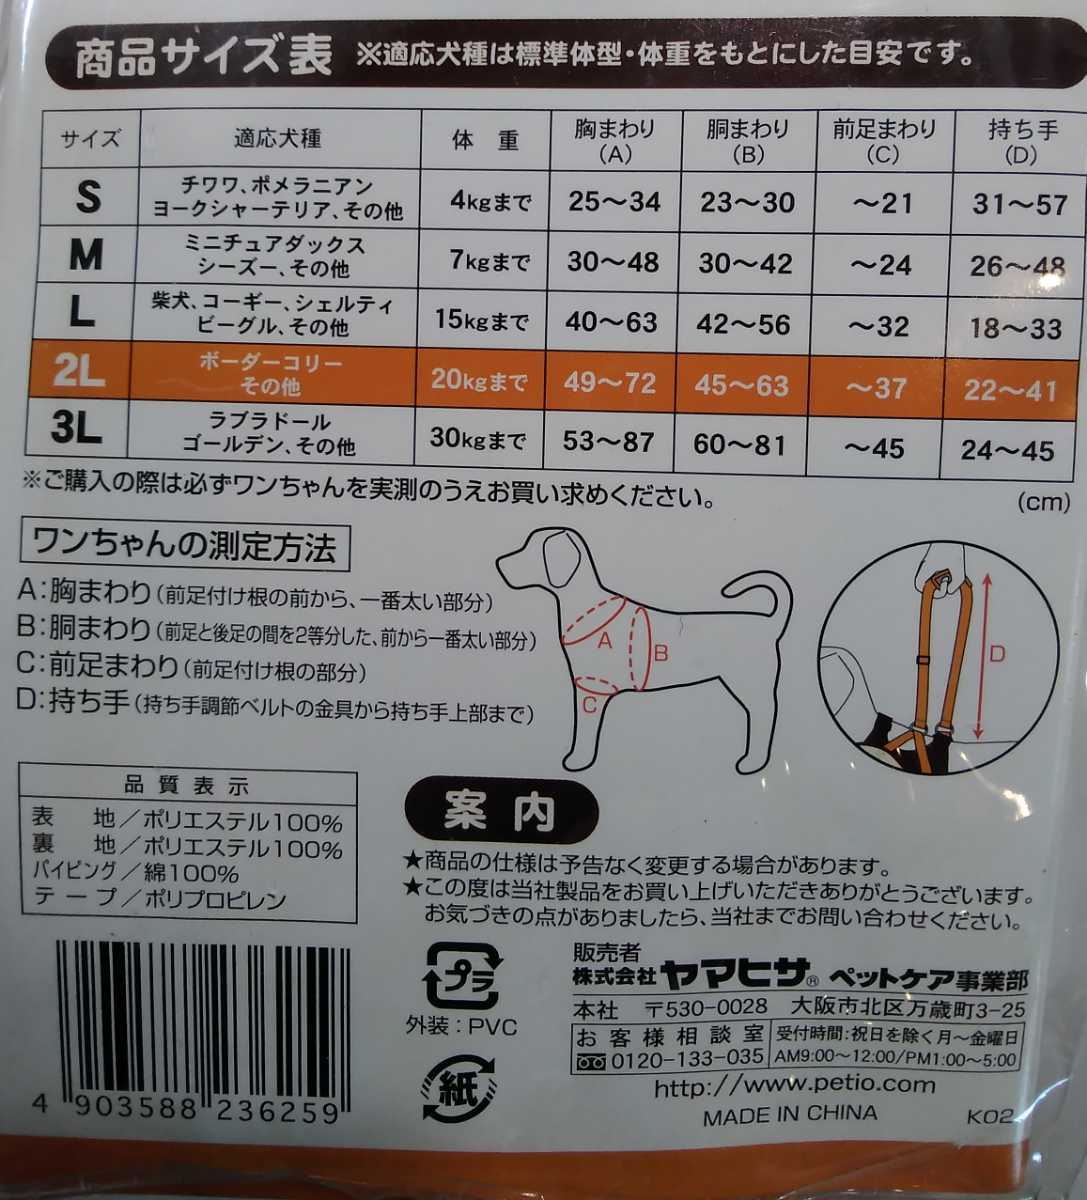 商品サイズ表 ※適応犬種は標準体型・体重をもとにした目安です。
サイズ 適応犬種 体重 胸まわり(A) 胴まわり(B) 前足まわり(C) 持ち手(D)
S チワワ、ポメラニアン ヨークシャーテリア、その他 4kgまで 25〜34 23〜30 〜21 31〜57
M ミニチュアダックス シーズー、その他 7kgまで 30〜48 30〜42 〜24 26〜48
L 柴犬、コーギー、シェルティ ビーグル、その他 15kgまで 40〜63 42〜56 〜32 18〜33
2L ボーダーコリー その他 20kgまで 49〜72 45〜63 〜37 22〜41
3L ラブラドール ゴールデン、その他 30kgまで 53〜87 60〜81 〜45 24〜45
※ご購入の際は必ずワンちゃんを実測のうえお買い求めください。 (cm)
ワンちゃんの測定方法
A:胸まわり(前足付け根の前から、一番太い部分)
B:胴まわり(前足と後足の間を2等分した、前から一番太い部分)
C:前足まわり(前足付け根の部分)
D:持ち手(持ち手調節ベルトの金具から持ち手上部まで)
A
B
C
D
品質表示
表地/ポリエステル100%
裏地/ポリエステル100%
パイピング/綿100%
テープ/ポリプロピレン
案内
★商品の仕様は予告なく変更する場合があります。
★この度は当社製品をお買い上げいただきありがとうございます。
お気づきの点がありましたら、当社までお問い合わせください。
プラ
外装:PVC
紙
販売者
株式会社ヤマヒサ® ペットケア事業部
本社 〒530-0028 大阪市北区万歳町3-25
お客様相談室 受付時間:祝日を除く月〜金曜日
0120-133-035 AM9:00〜12:00/PM1:00〜5:00
http://www.petio.com
MADE IN CHINA K02
4 903588 236259